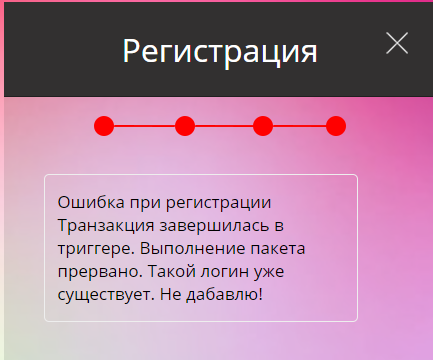 Регистрация
Ошибка при регистрации
Транзакция завершилась в
триггере. Выполнение пакета
прервано. Такой логин уже
существует. Не дабавлю!